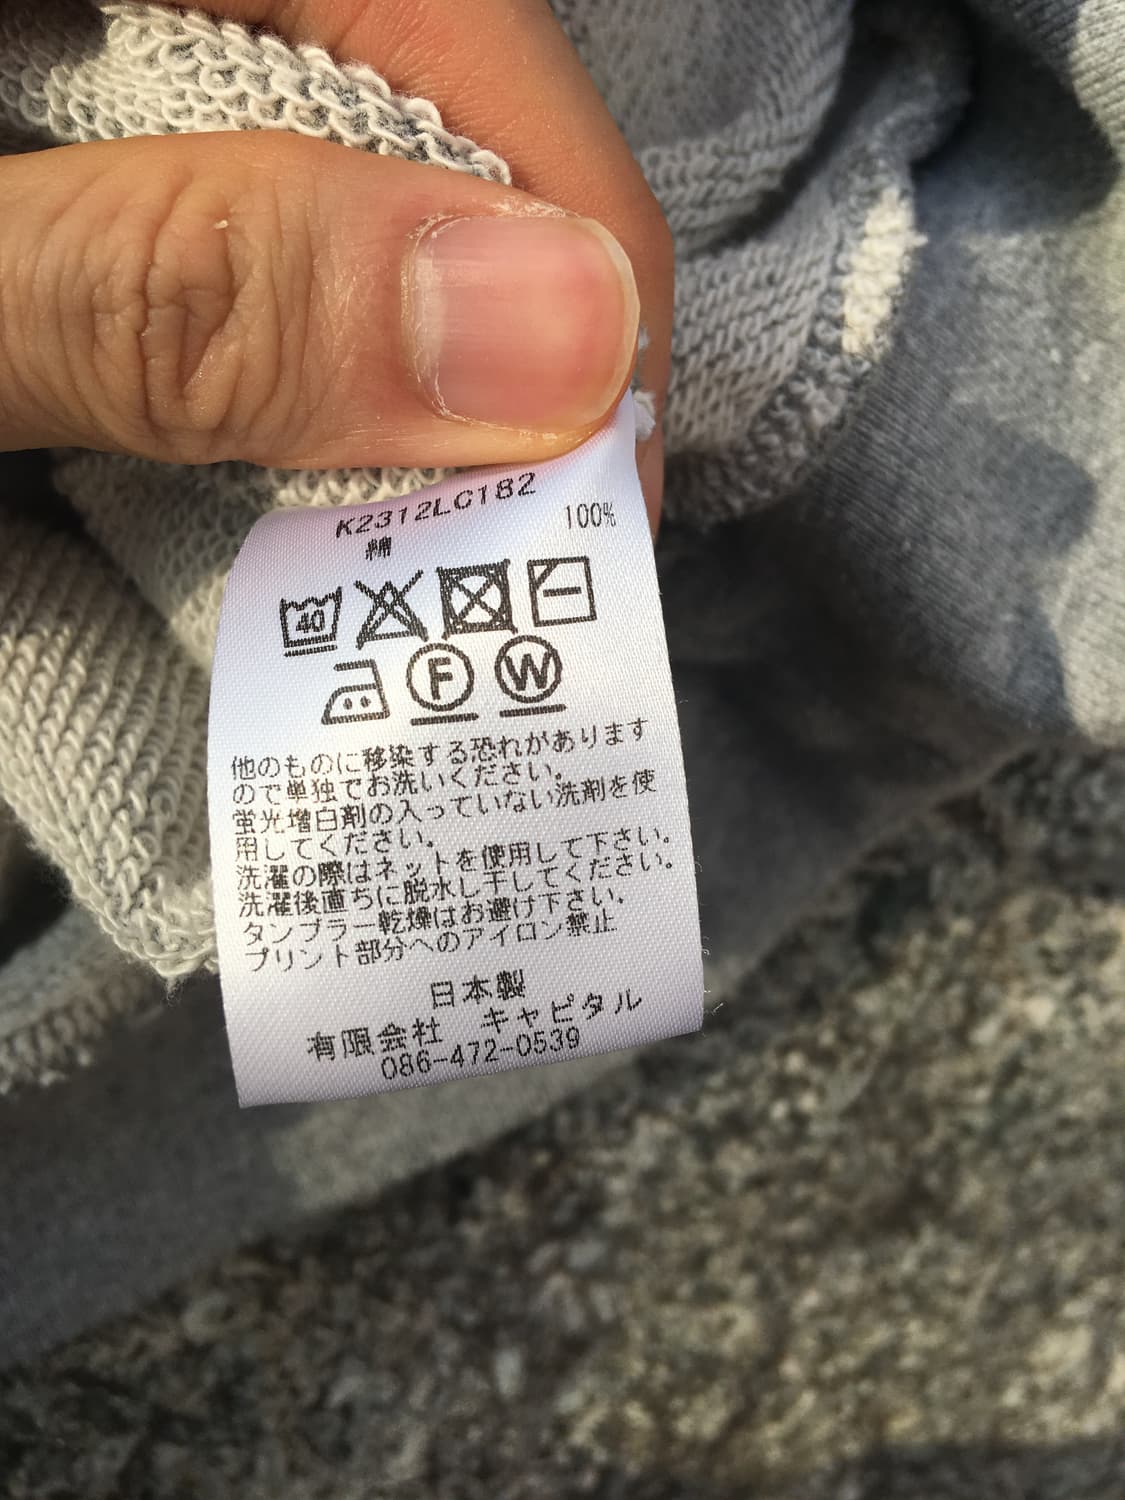 K2312LC182
綿 100%
40
F W
他のものに移染する恐れがあります
ので単独でお洗いください。
蛍光増白剤の入っていない洗剤を使
用してください。
洗濯の際はネットを使用して下さい。
洗濯後直ちに脱水し干してください。
タンブラー乾燥はお避け下さい。
プリント部分へのアイロン禁止
日本製
有限会社 キャピタル
086-472-0539